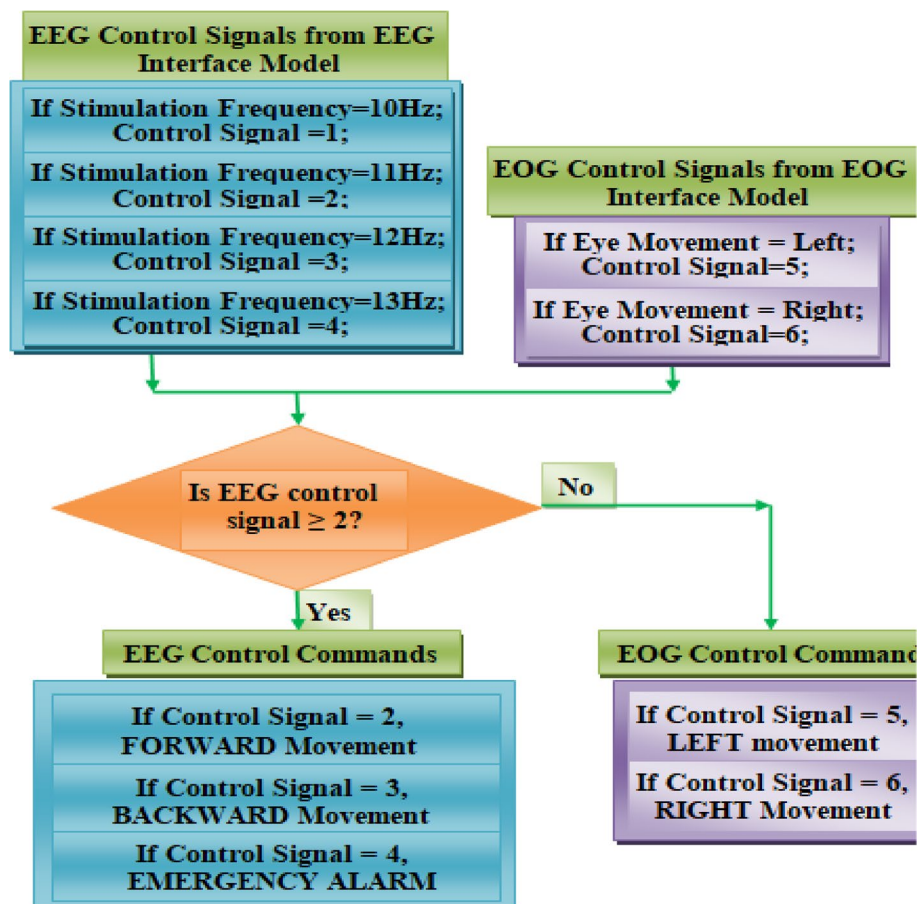 EEG Control Signals from EEG
Interface Model
If Stimulation Frequency=10Hz;
Control Signal =1;
If Stimulation Frequency=11Hz;
Control Signal =2;
If Stimulation Frequency=12Hz;
Control Signal =3;
If Stimulation Frequency=13Hz;
Control Signal =4;
EOG Control Signals from EOG
Interface Model
If Eye Movement = Left;
Control Signal=5;
If Eye Movement = Right;
Control Signal=6;
Is EEG control
signal ≥ 2?
No
Yes
EEG Control Commands
If Control Signal = 2,
FORWARD Movement
If Control Signal = 3,
BACKWARD Movement
If Control Signal = 4,
EMERGENCY ALARM
EOG Control Command
If Control Signal = 5,
LEFT movement
If Control Signal = 6,
RIGHT Movement